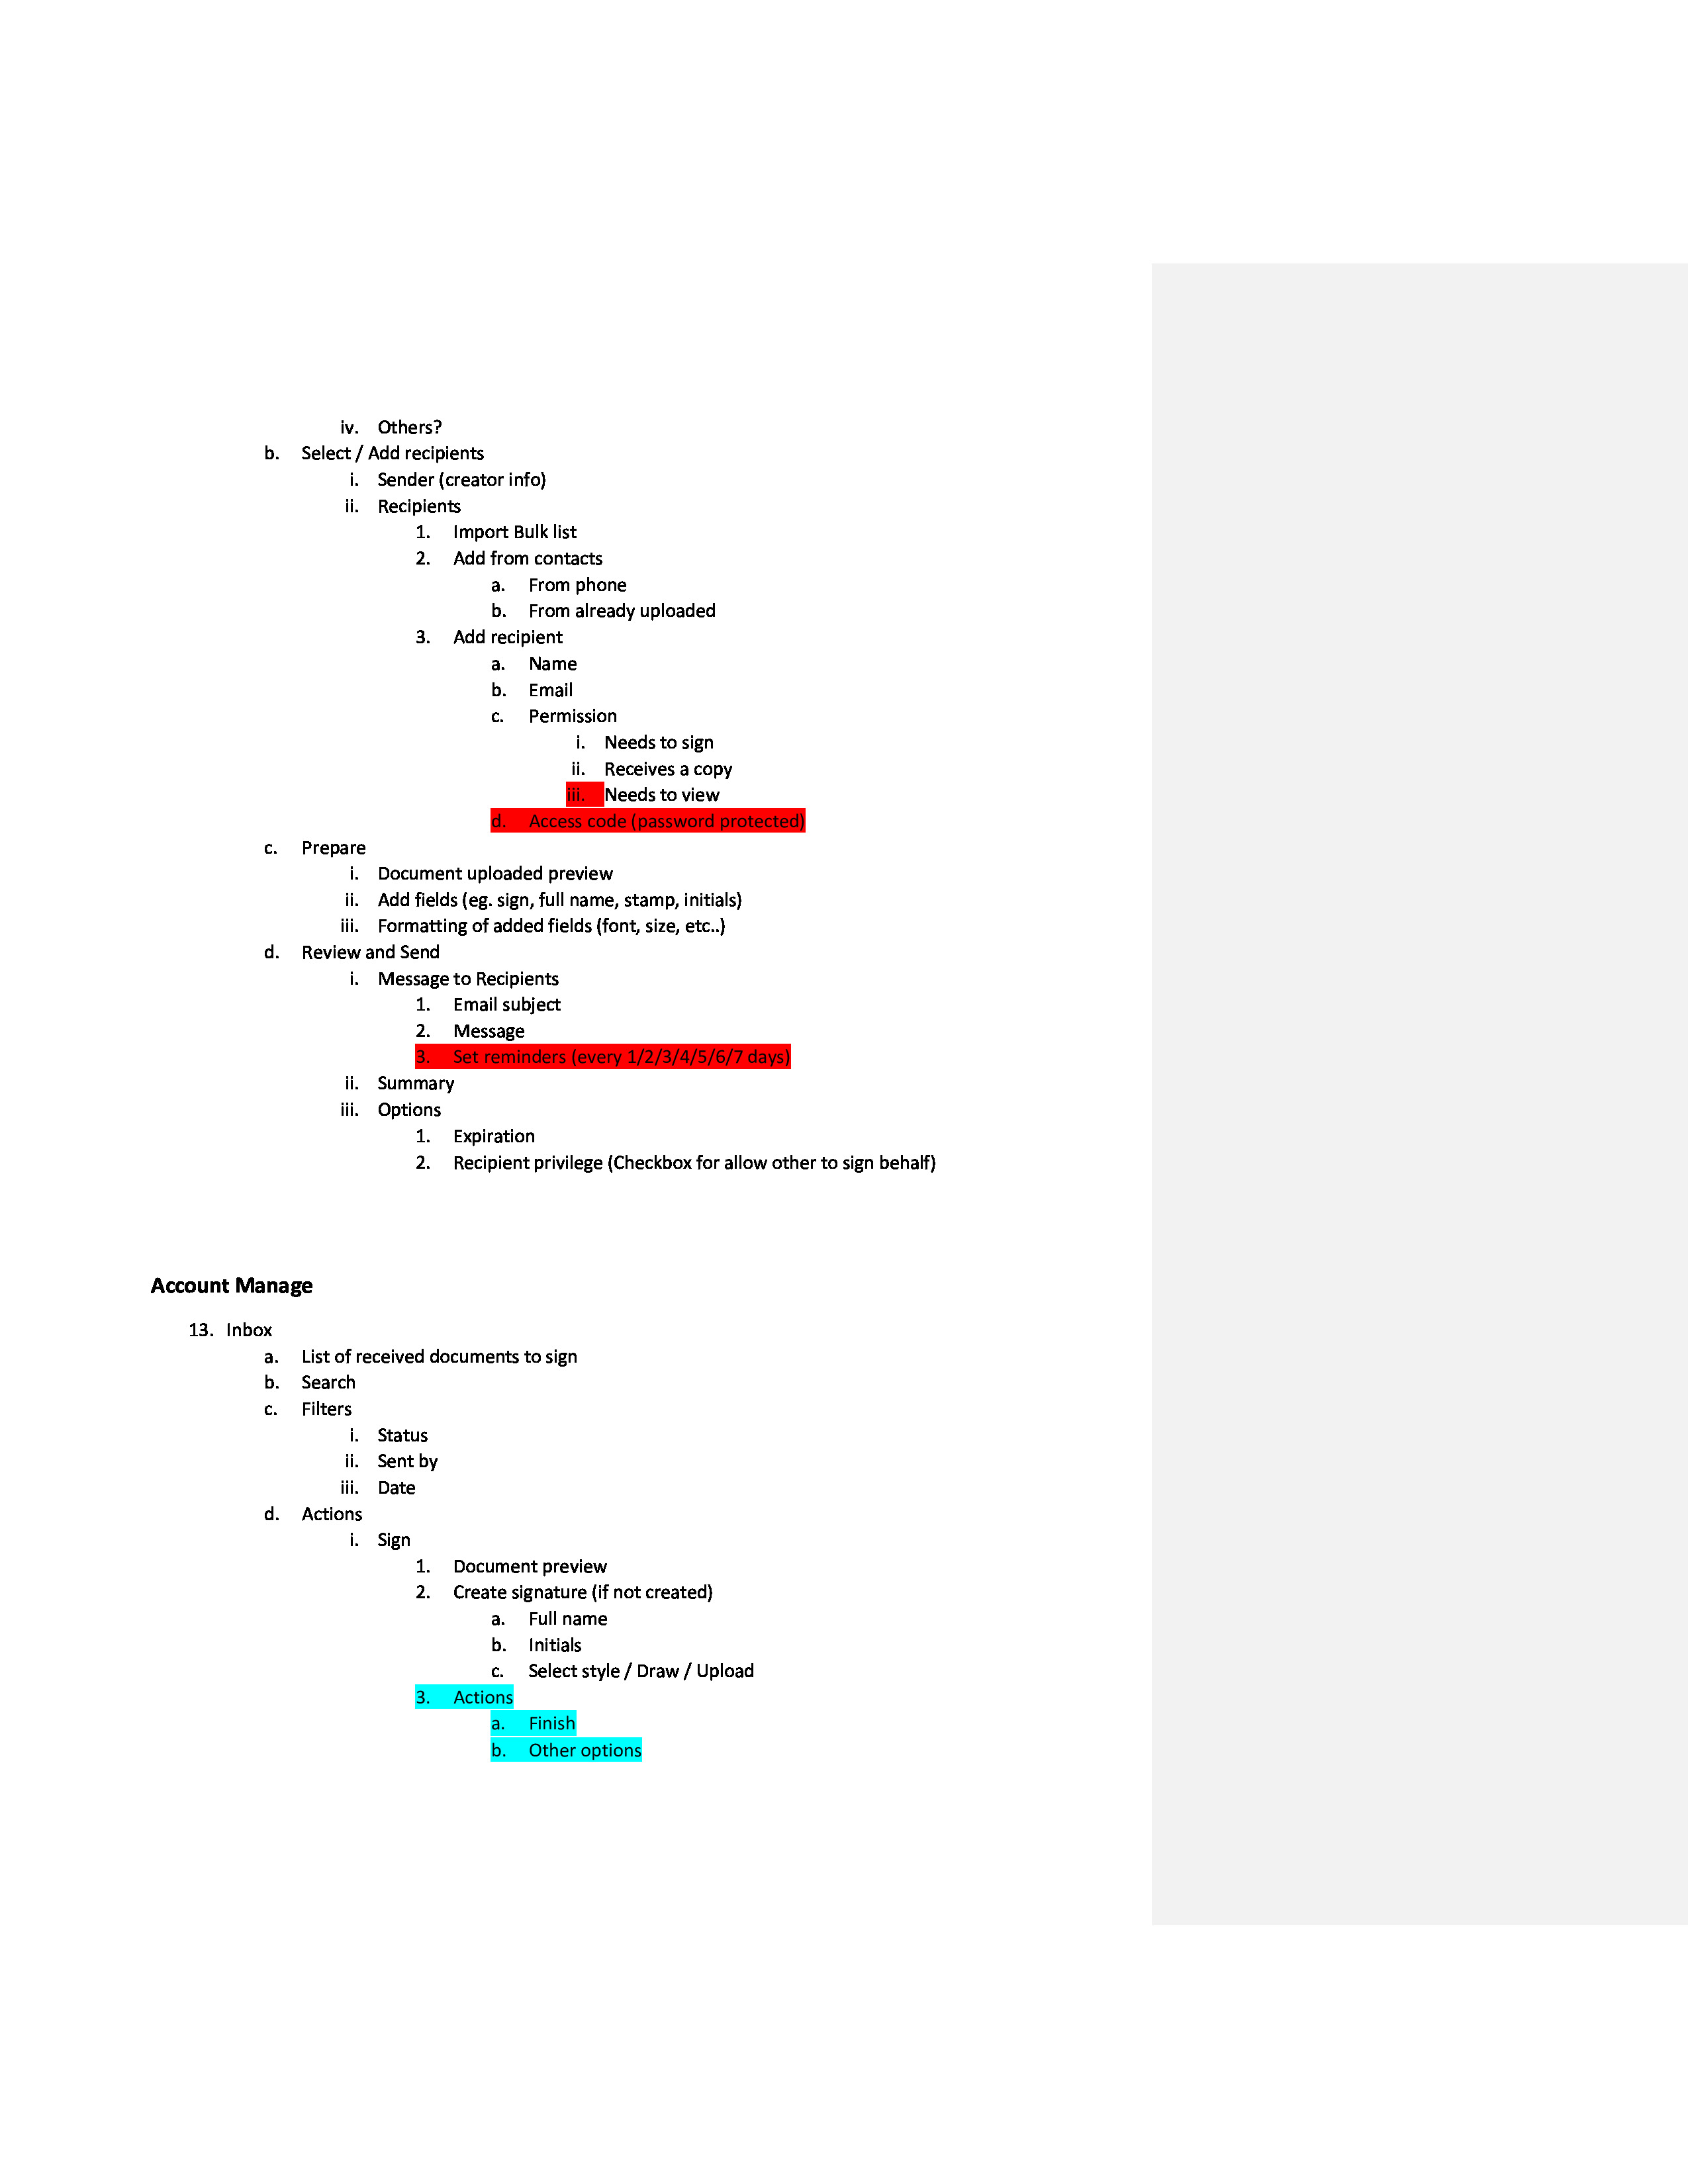 iv. Others?
b. Select / Add recipients
i. Sender (creator info)
ii. Recipients
1. Import Bulk list
2. Add from contacts
a. From phone
b. From already uploaded
3. Add recipient
a. Name
b. Email
c. Permission
i. Needs to sign
ii. Receives a copy
iii. Needs to view
d. Access code (password protected)
c. Prepare
i. Document uploaded preview
ii. Add fields (eg. sign, full name, stamp, initials)
iii. Formatting of added fields (font, size, etc..)
d. Review and Send
i. Message to Recipients
1. Email subject
2. Message
3. Set reminders (every 1/2/3/4/5/6/7 days)
ii. Summary
iii. Options
1. Expiration
2. Recipient privilege (Checkbox for allow other to sign behalf)
Account Manage
13. Inbox
a. List of received documents to sign
b. Search
c. Filters
i. Status
ii. Sent by
iii. Date
d. Actions
i. Sign
1. Document preview
2. Create signature (if not created)
a. Full name
b. Initials
c. Select style / Draw / Upload
3. Actions
a. Finish
b. Other options